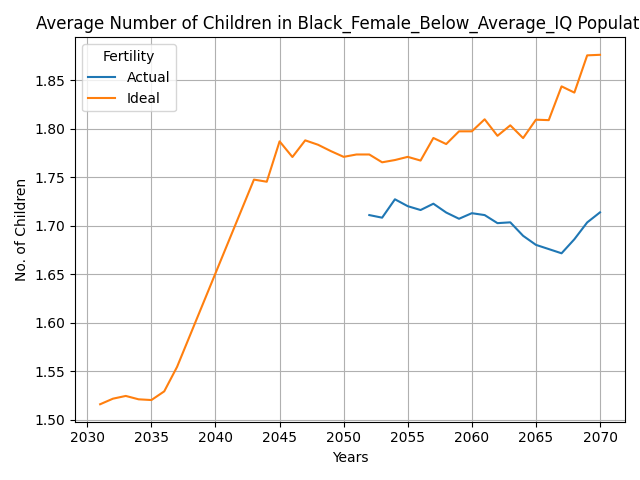 Average Number of Children in Black_Female_Below_Average_IQ Populat
Fertility
Actual
Ideal
1.85
1.80
1.75
1.70
1.65
1.60
1.55
1.50
No. of Children
2030 2035 2040 2045 2050 2055 2060 2065 2070
Years